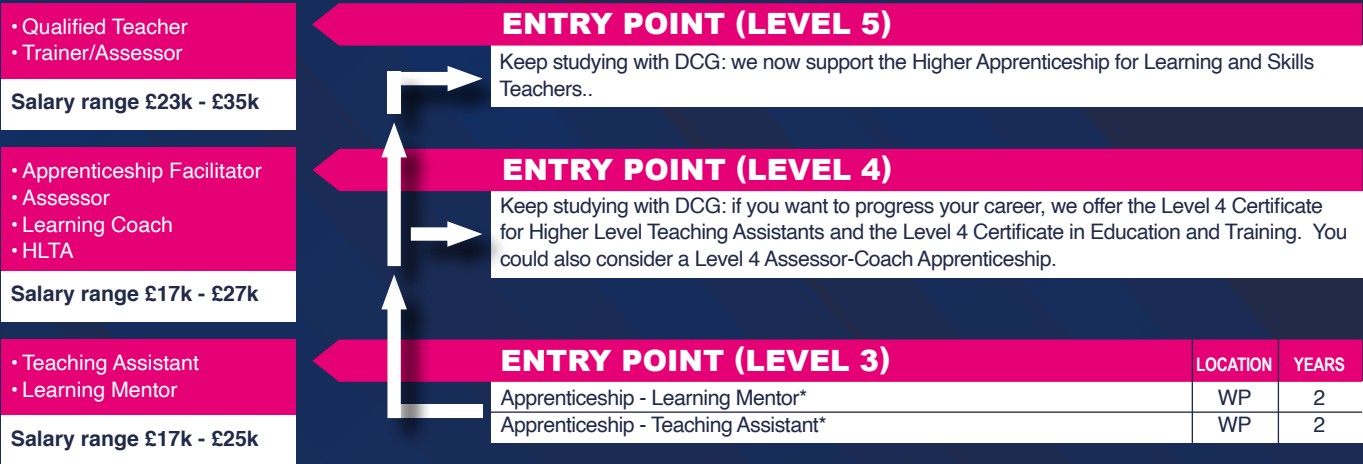 • Qualified Teacher
• Trainer/Assessor
Salary range £23k - £35k
ENTRY POINT (LEVEL 5)
Keep studying with DCG: we now support the Higher Apprenticeship for Learning and Skills
Teachers..
• Apprenticeship Facilitator
• Assessor
• Learning Coach
• HLTA
Salary range £17k - £27k
ENTRY POINT (LEVEL 4)
Keep studying with DCG: if you want to progress your career, we offer the Level 4 Certificate
for Higher Level Teaching Assistants and the Level 4 Certificate in Education and Training. You
could also consider a Level 4 Assessor-Coach Apprenticeship.
• Teaching Assistant
• Learning Mentor
Salary range £17k - £25k
ENTRY POINT (LEVEL 3) LOCATION YEARS
Apprenticeship - Learning Mentor* WP 2
Apprenticeship - Teaching Assistant* WP 2